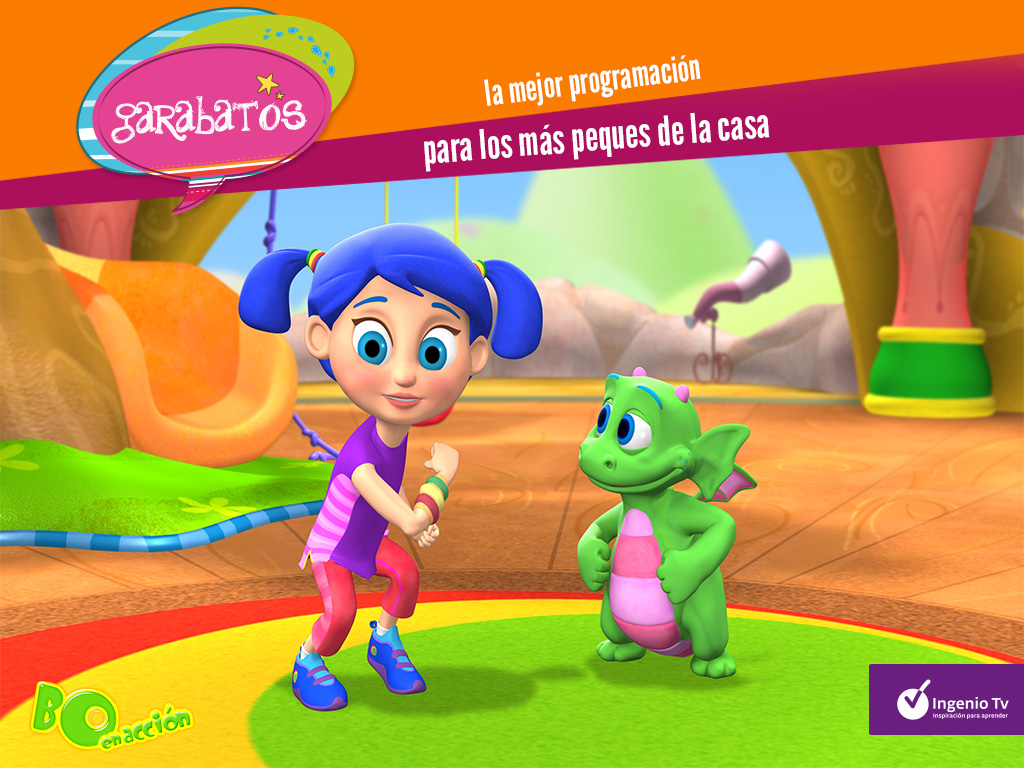 garabatos
la mejor programación
para los más peques de la casa
BO
en acción
Ingenio Tv
Inspiración para aprender